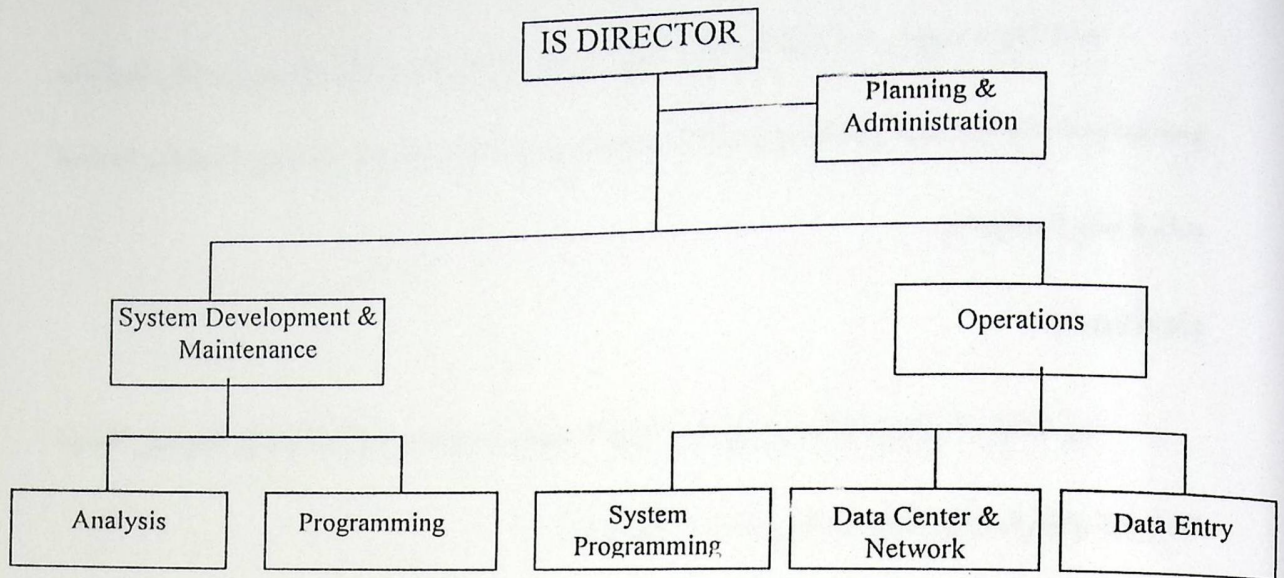 IS DIRECTOR
Planning &
Administration
System Development &
Maintenance
Operations
Analysis
Programming
System
Programming
Data Center &
Network
Data Entry